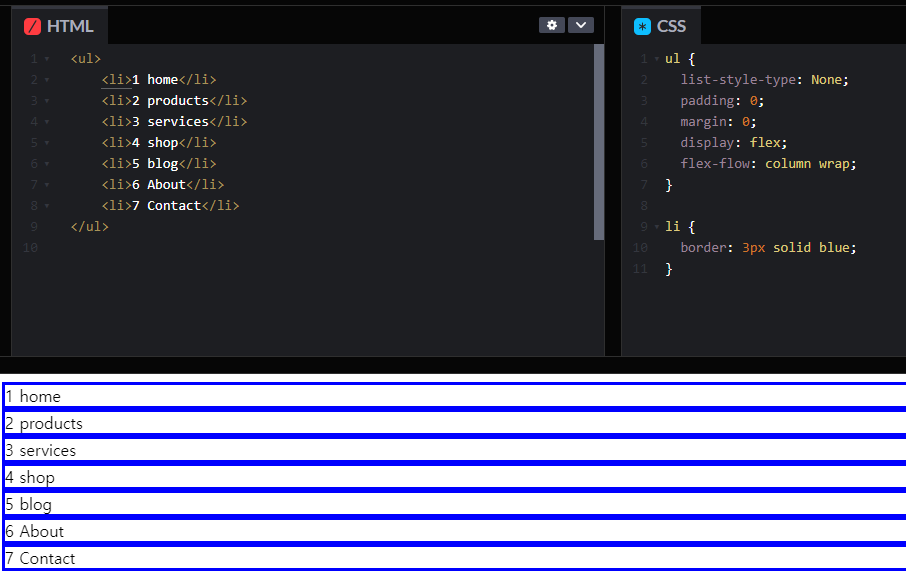 HTML
1 <ul>
2 <li>1 home</li>
3 <li>2 products</li>
4 <li>3 services</li>
5 <li>4 shop</li>
6 <li>5 blog</li>
7 <li>6 About</li>
8 <li>7 Contact</li>
9 </ul>
10
CSS
1 ul {
2 list-style-type: None;
3 padding: 0;
4 margin: 0;
5 display: flex;
6 flex-flow: column wrap;
7 }
8
9 li {
10 border: 3px solid blue;
11 }
1 home
2 products
3 services
4 shop
5 blog
6 About
7 Contact